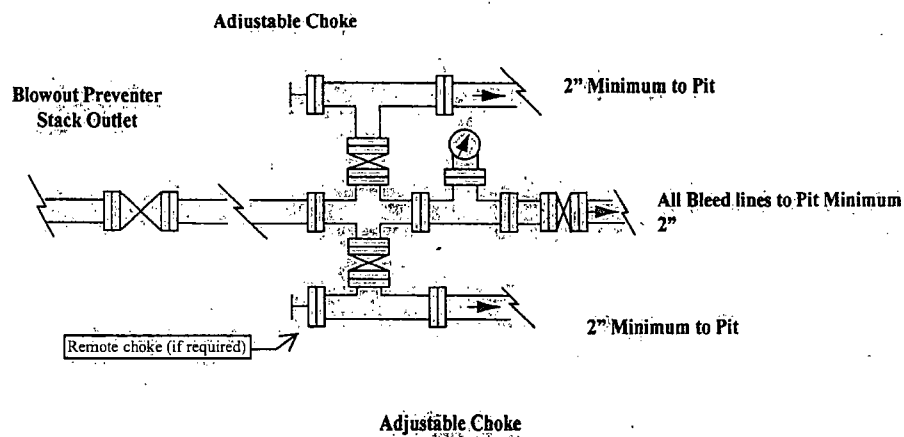 Adjustable Choke
Blowout Preventer
Stack Outlet
2" Minimum to Pit
All Bleed lines to Pit Minimum
2"
2" Minimum to Pit
Remote choke (if required)
Adjustable Choke